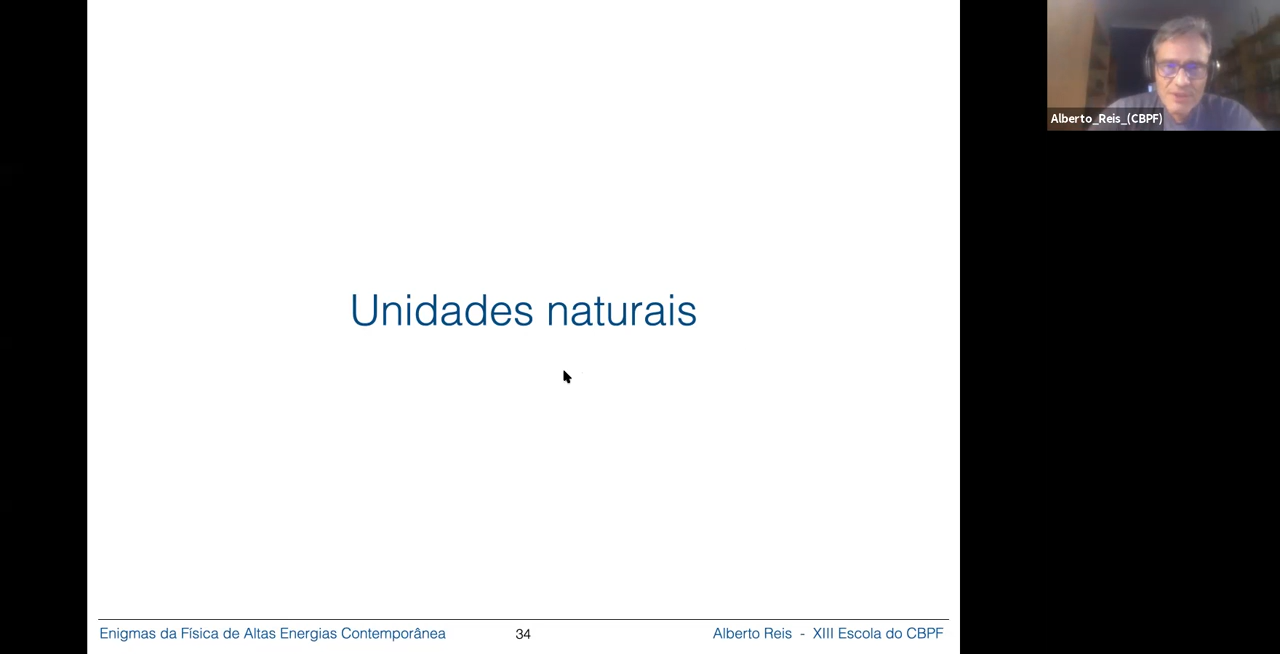 Alberto_Reis_(CBPF)
Unidades naturais
Enigmas da Física de Altas Energias Contemporânea
34
Alberto Reis - XIII Escola do CBPF